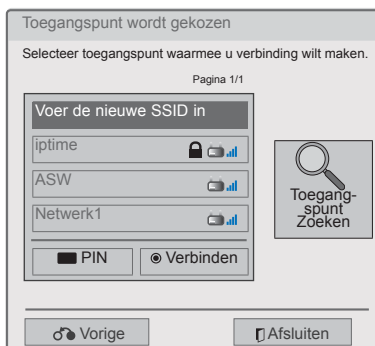 Toegangspunt wordt gekozen
Selecteer toegangspunt waarmee u verbinding wilt maken.
Pagina 1/1
Voer de nieuwe SSID in
iptime
ASW
Netwerk1
PIN
Verbinden
Toegang-
spunt
Zoeken
Vorige
Afsluiten